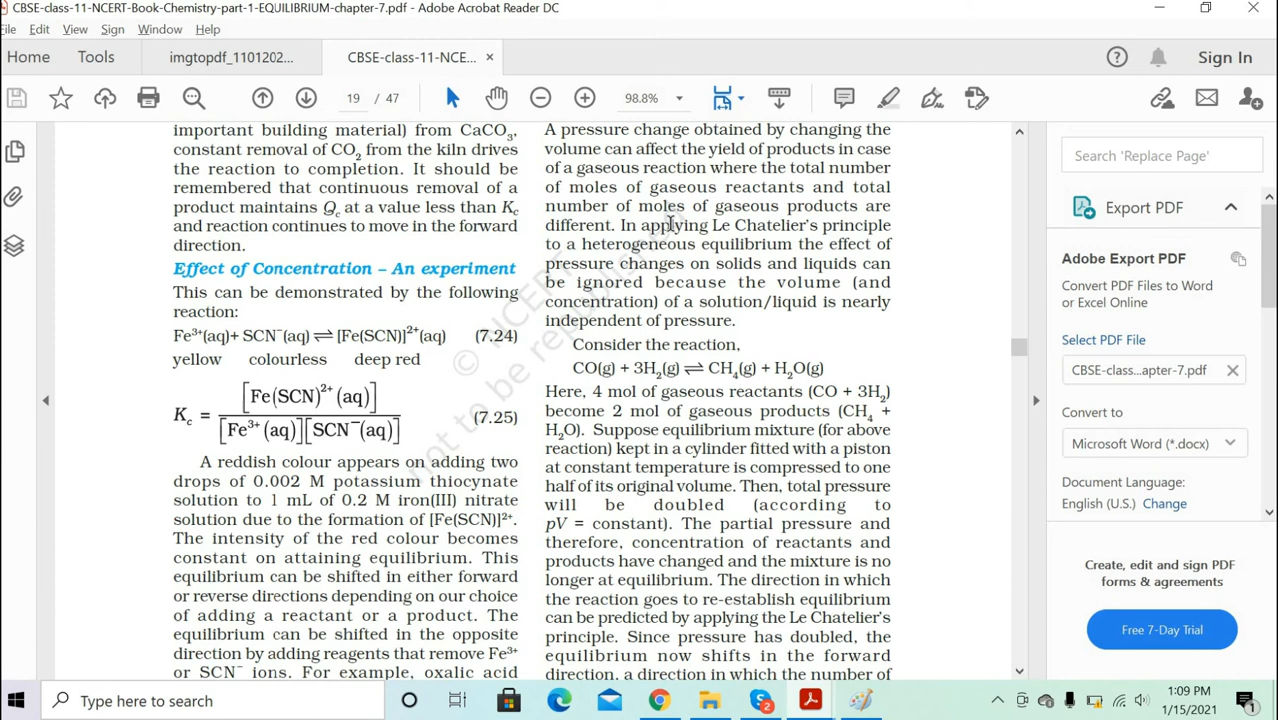 CBSE-class-11-NCERT-Book-Chemistry-part-1-EQUILIBRIUM-chapter-7.pdf - Adobe Acrobat Reader DC
File Edit View Sign Window Help
Home Tools imgtopdf_1101202... CBSE-class-11-NCE... × Sign In
19 / 47 98.8%
important building material) from CaCO₃,
constant removal of CO₂ from the kiln drives
the reaction to completion. It should be
remembered that continuous removal of a
product maintains Q꜀ at a value less than K꜀
and reaction continues to move in the forward
direction.
Effect of Concentration – An experiment
This can be demonstrated by the following
reaction:
Fe³⁺(aq)+ SCN⁻(aq) ⇌ [Fe(SCN)]²⁺(aq) (7.24)
yellow colourless deep red
K꜀ = [Fe(SCN)²⁺(aq)] / [Fe³⁺(aq)][SCN⁻(aq)] (7.25)
A reddish colour appears on adding two
drops of 0.002 M potassium thiocynate
solution to 1 mL of 0.2 M iron(III) nitrate
solution due to the formation of [Fe(SCN)]²⁺.
The intensity of the red colour becomes
constant on attaining equilibrium. This
equilibrium can be shifted in either forward
or reverse directions depending on our choice
of adding a reactant or a product. The
equilibrium can be shifted in the opposite
direction by adding reagents that remove Fe³⁺
or SCN⁻ ions. For example, oxalic acid
A pressure change obtained by changing the
volume can affect the yield of products in case
of a gaseous reaction where the total number
of moles of gaseous reactants and total
number of moles of gaseous products are
different. In applying Le Chatelier's principle
to a heterogeneous equilibrium the effect of
pressure changes on solids and liquids can
be ignored because the volume (and
concentration) of a solution/liquid is nearly
independent of pressure.
Consider the reaction,
CO(g) + 3H₂(g) ⇌ CH₄(g) + H₂O(g)
Here, 4 mol of gaseous reactants (CO + 3H₂)
become 2 mol of gaseous products (CH₄ +
H₂O). Suppose equilibrium mixture (for above
reaction) kept in a cylinder fitted with a piston
at constant temperature is compressed to one
half of its original volume. Then, total pressure
will be doubled (according to
pV = constant). The partial pressure and
therefore, concentration of reactants and
products have changed and the mixture is no
longer at equilibrium. The direction in which
the reaction goes to re-establish equilibrium
can be predicted by applying the Le Chatelier's
principle. Since pressure has doubled, the
equilibrium now shifts in the forward
direction, a direction in which the number of
© NCERT
not to be republished
Search 'Replace Page'
Export PDF
Adobe Export PDF
Convert PDF Files to Word
or Excel Online
Select PDF File
CBSE-class...apter-7.pdf ×
Convert to
Microsoft Word (*.docx)
Document Language:
English (U.S.) Change
Create, edit and sign PDF
forms & agreements
Free 7-Day Trial
Type here to search
2
1:09 PM
1/15/2021
1